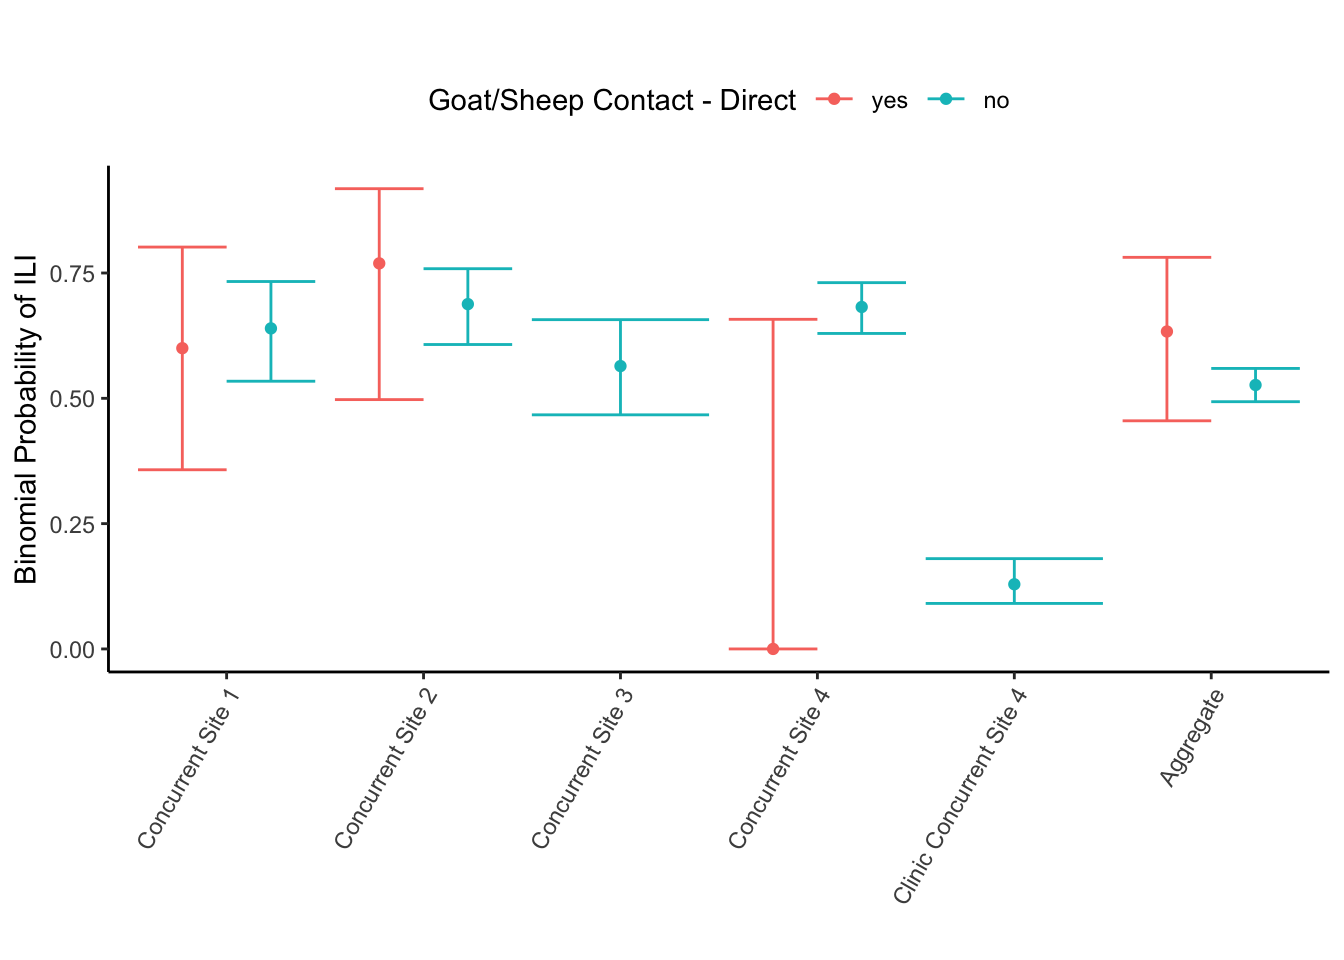 Goat/Sheep Contact - Direct yes no
Binomial Probability of ILI
0.75
0.50
0.25
0.00
Concurrent Site 1
Concurrent Site 2
Concurrent Site 3
Concurrent Site 4
Clinic Concurrent Site 4
Aggregate